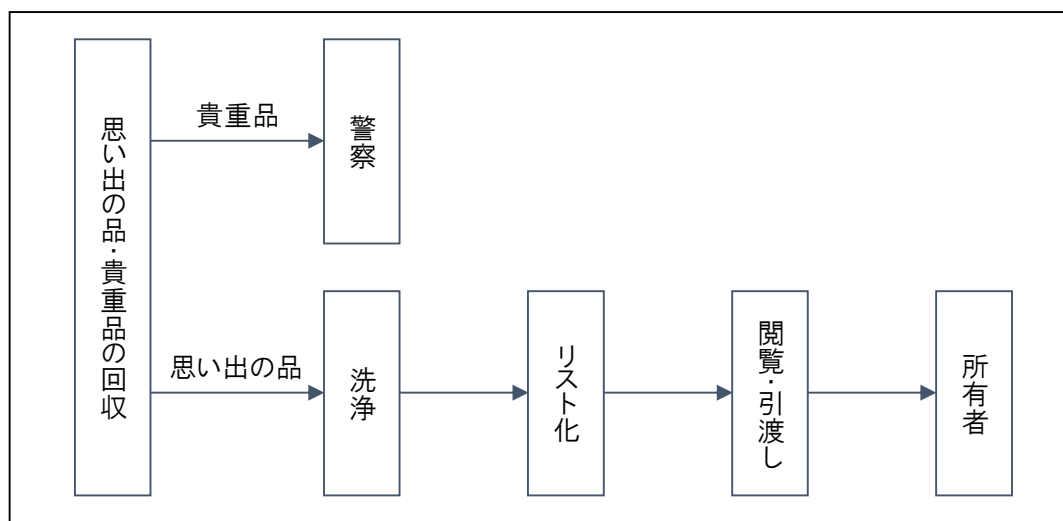 思い出の品・貴重品の回収
貴重品
警察
思い出の品
洗浄
リスト化
閲覧・引渡し
所有者